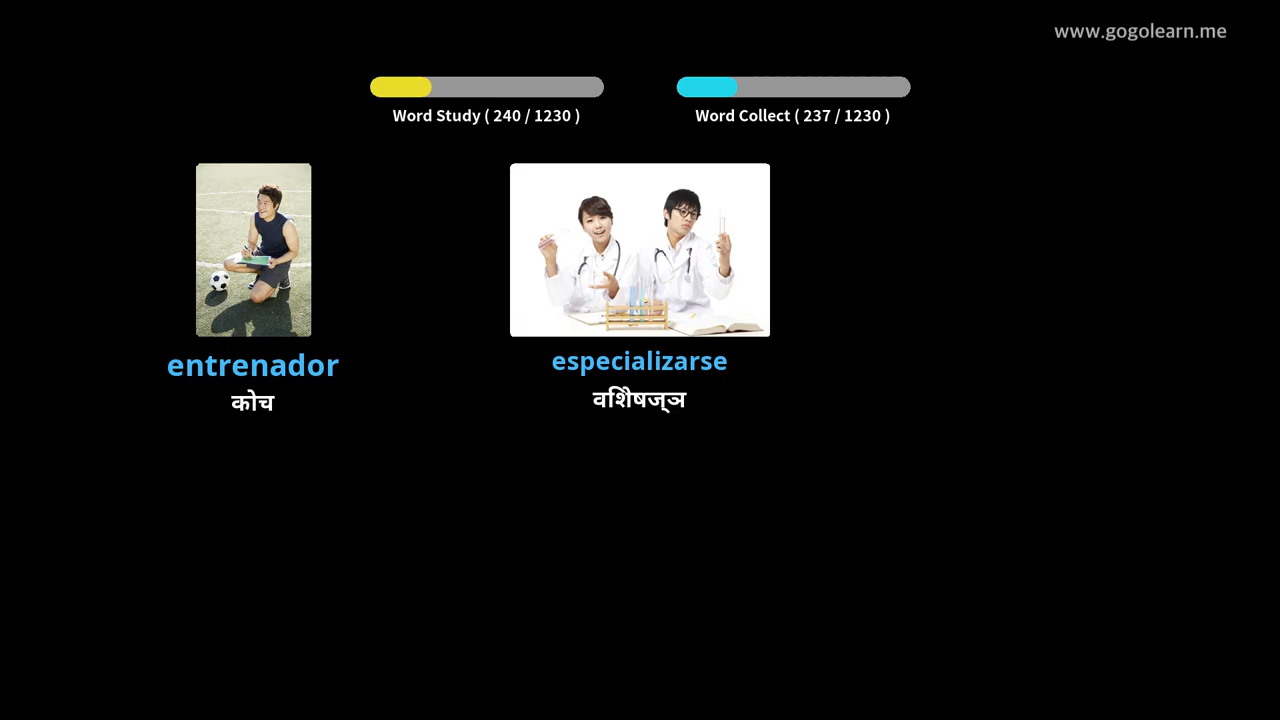 www.gogolearn.me
Word Study ( 240 / 1230 )
Word Collect ( 237 / 1230 )
entrenador
कोच
especializarse
विशेषज्ञ